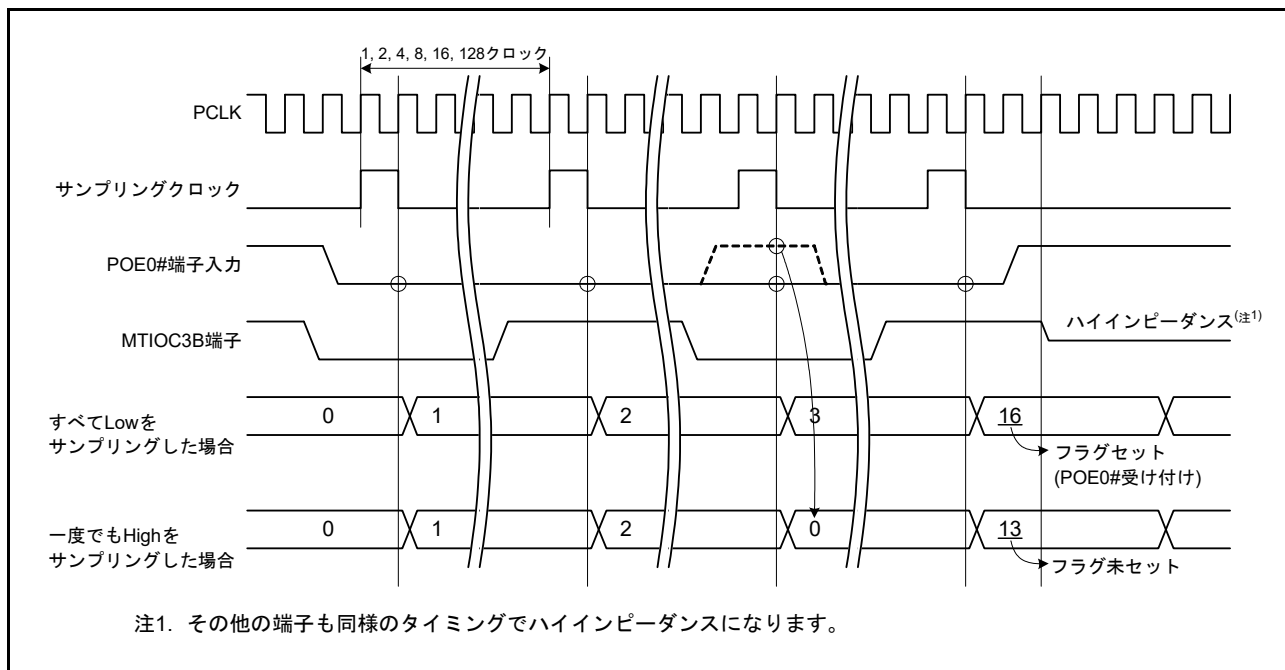 1, 2, 4, 8, 16, 128クロック
PCLK
サンプリングクロック
POE0#端子入力
MTIOC3B端子
ハイインピーダンス(注1)
すべてLowを
サンプリングした場合
0 1 2 3 16
フラグセット
(POE0#受け付け)
一度でもHighを
サンプリングした場合
0 1 2 0 13
フラグ未セット
注1. その他の端子も同様のタイミングでハイインピーダンスになります。